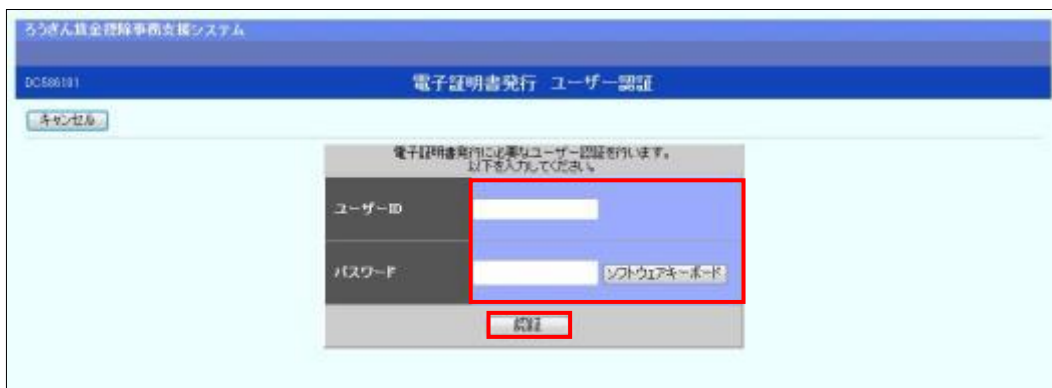 ろうきん賃金控除事務支援システム
DC586181
電子証明書発行 ユーザー認証
キャンセル
電子証明書発行に必要なユーザー認証を行います。
以下を入力してください。
ユーザーID
パスワード
ソフトウェアキーボード
認証